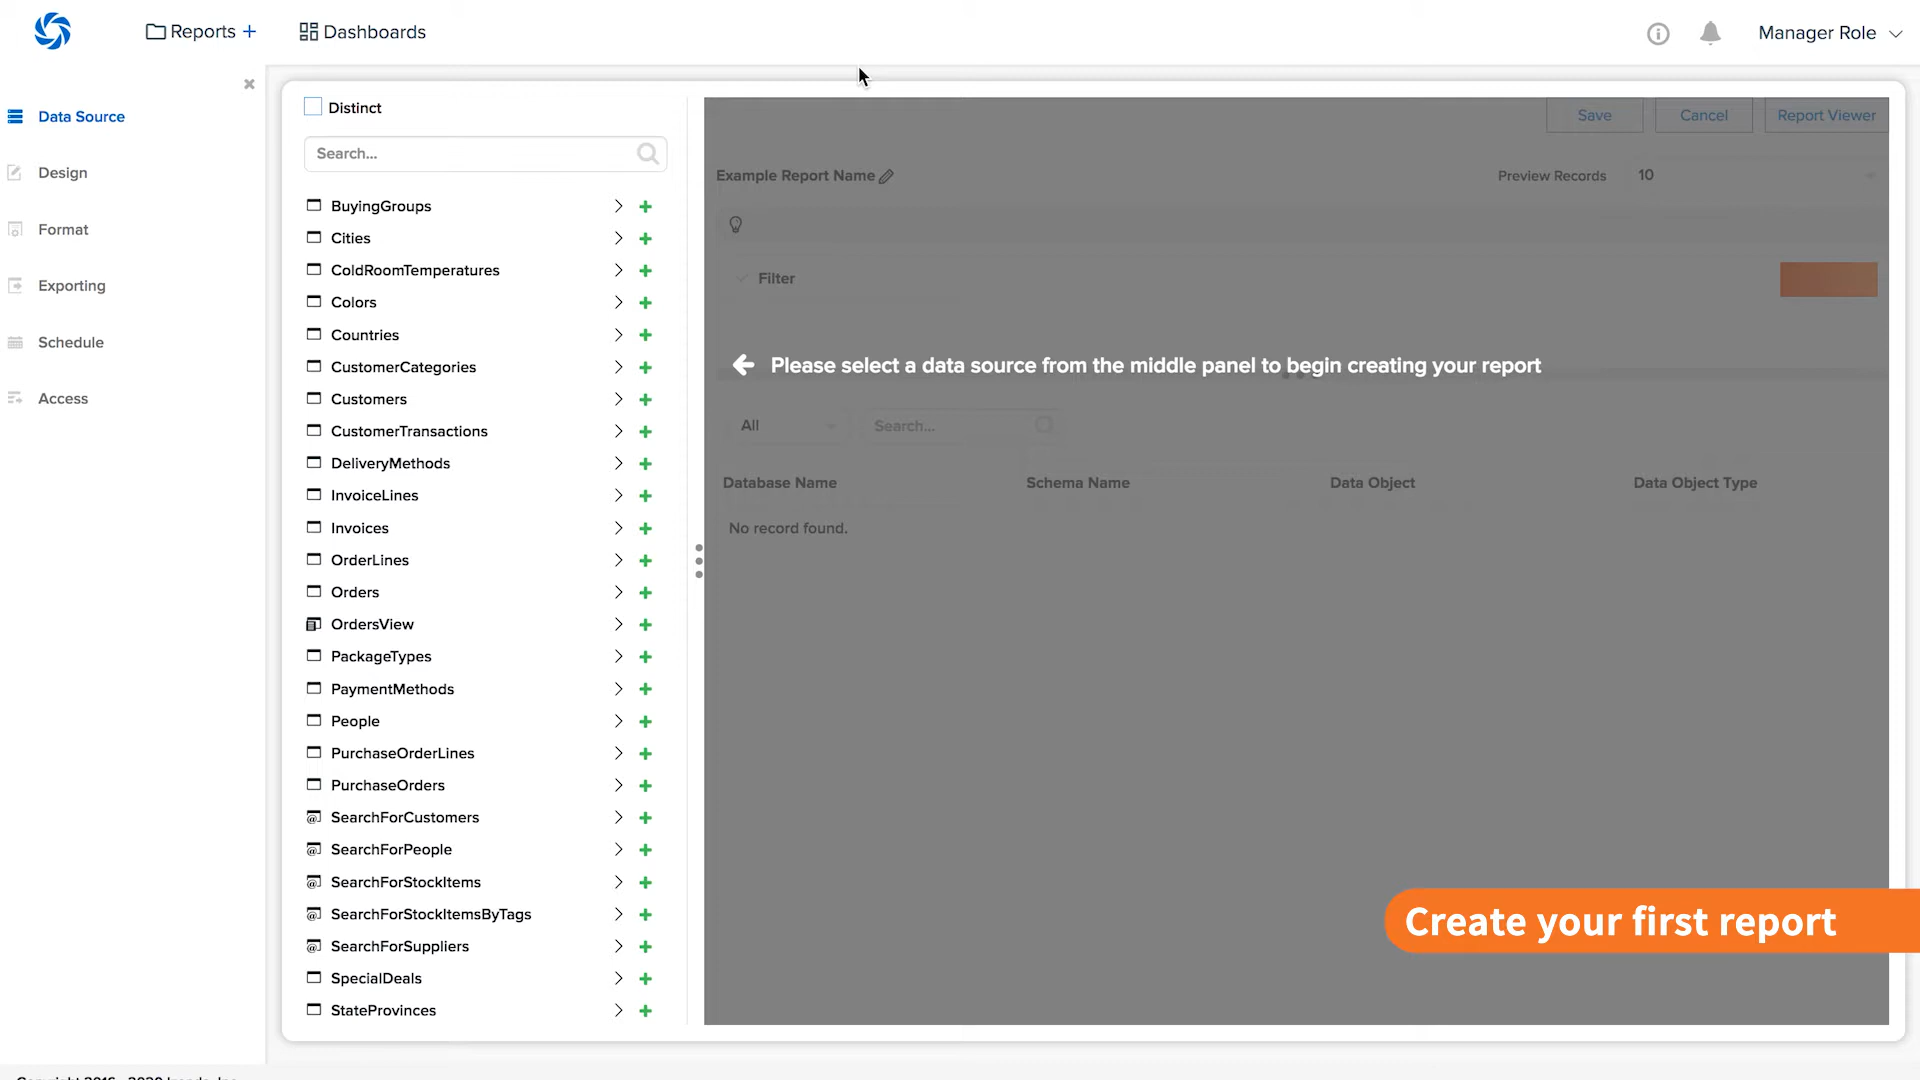 Reports +
Dashboards
Manager Role
Data Source
Design
Format
Exporting
Schedule
Access
Distinct
Search...
BuyingGroups
Cities
ColdRoomTemperatures
Colors
Countries
CustomerCategories
Customers
CustomerTransactions
DeliveryMethods
InvoiceLines
Invoices
OrderLines
Orders
OrdersView
PackageTypes
PaymentMethods
People
PurchaseOrderLines
PurchaseOrders
SearchForCustomers
SearchForPeople
SearchForStockItems
SearchForStockItemsByTags
SearchForSuppliers
SpecialDeals
StateProvinces
Save
Cancel
Report Viewer
Example Report Name
Preview Records 10
Filter
Please select a data source from the middle panel to begin creating your report
All
Search...
Database Name
Schema Name
Data Object
Data Object Type
No record found.
Create your first report